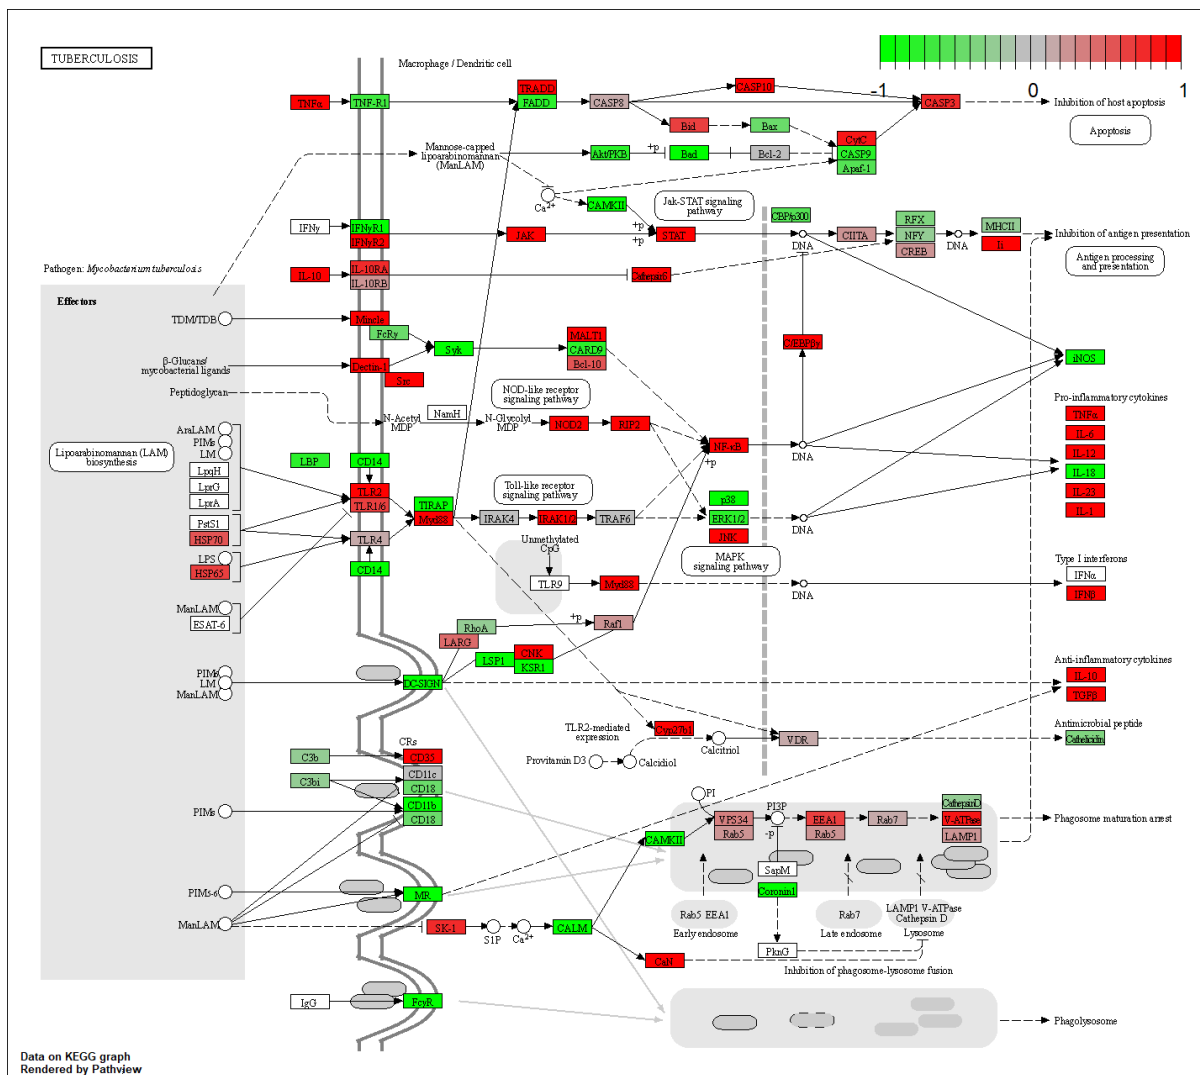 TUBERCULOSIS
Macrophage / Dendritic cell
-1
0
1
TNFα
TNF-R1
TRADD
FADD
CASP8
CASP10
CASP3
Inhibition of host apoptosis
Apoptosis
Bid
Bax
CytC
CASP9
Apaf-1
Mannose-capped
lipoarabinomannan
(ManLAM)
Akt/PKB
+p
Bad
Bcl-2
Ca2+
CAMKII
+p
+p
Jak-STAT signaling
pathway
IFNγ
IFNγR1
IFNγR2
JAK
STAT
CBP/p300
DNA
CIITA
RFX
NFY
CREB
DNA
MHCII
Ii
Inhibition of antigen presentation
Antigen processing
and presentation
Pathogen: Mycobacterium tuberculosis
IL-10
IL-10RA
IL-10RB
CathepsinS
Effectors
TDM/TDB
Mincle
FcRγ
Syk
MALT1
CARD9
Bcl-10
C/EBPβγ
iNOS
β-Glucans/
mycobacterial ligands
Dectin-1
Src
Peptidoglycan
N-Acetyl
MDP
NamH
N-Glycolyl
MDP
NOD-like receptor
signaling pathway
NOD2
RIP2
NF-κB
+p
DNA
Pro-inflammatory cytokines
TNFα
IL-6
IL-12
IL-18
IL-23
IL-1
Lipoarabinomannan (LAM)
biosynthesis
AraLAM
PIMs
LM
LpqH
LprG
LprA
PstS1
HSP70
LPS
HSP65
ManLAM
ESAT-6
LBP
CD14
TLR2
TLR1/6
TLR4
CD14
TIRAP
Myd88
Toll-like receptor
signaling pathway
IRAK4
IRAK1/2
TRAF6
p38
ERK1/2
JNK
DNA
MAPK
signaling pathway
Unmethylated
CpG
TLR9
Myd88
DNA
Type I interferons
IFNα
IFNβ
RhoA
LARG
+p
Raf1
LSP1
CNK
KSR1
PIMs
LM
ManLAM
DC-SIGN
Anti-inflammatory cytokines
IL-10
TGFβ
TLR2-mediated
expression
Cyp27b1
Provitamin D3
Calcidiol
Calcitriol
VDR
Antimicrobial peptide
Cathelicidin
CRs
C3b
CD35
C3bi
CD11c
CD18
PIMs
CD11b
CD18
PI
PI3P
-p
CAMKII
VPS34
Rab5
EEA1
Rab5
Rab7
CathepsinD
V-ATPase
LAMP1
Phagosome maturation arrest
SapM
Coronin1
PIMs-6
MR
ManLAM
SK-1
S1P
Ca2+
CALM
CaN
Rab5 EEA1
Early endosome
Rab7
Late endosome
LAMP1 V-ATPase
Cathepsin D
Lysosome
PknG
Inhibition of phagosome-lysosome fusion
IgG
FcγR
Phagolysosome
Data on KEGG graph
Rendered by Pathview